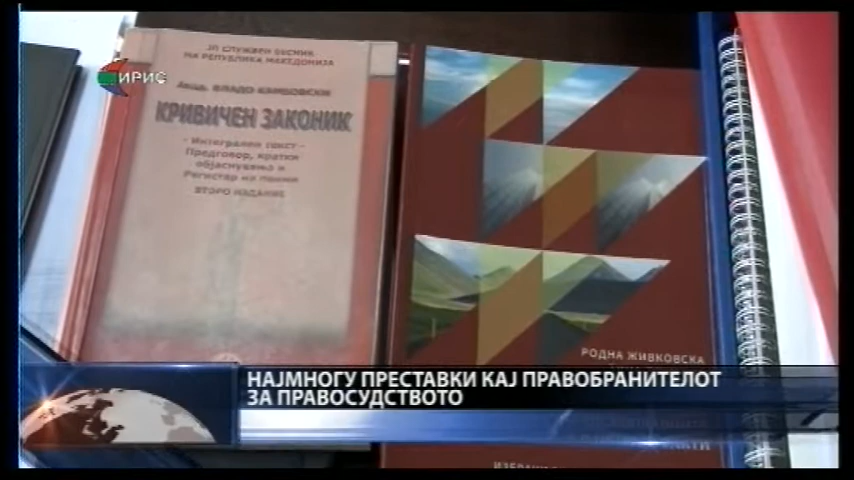 ИРИС
ЈП СЛУЖБЕН ВЕСНИК
НА РЕПУБЛИКА МАКЕДОНИЈА
ВЛАДО КАМБОВСКИ
КРИВИЧЕН ЗАКОНИК
- Интегрален текст -
Предговор, кратки
објаснувања и
Регистар на поими
ВТОРО ИЗДАНИЕ
РОДНА ЖИВКОВСКА
НАЈМНОГУ ПРЕСТАВКИ КАЈ ПРАВОБРАНИТЕЛОТ
ЗА ПРАВОСУДСТВОТО